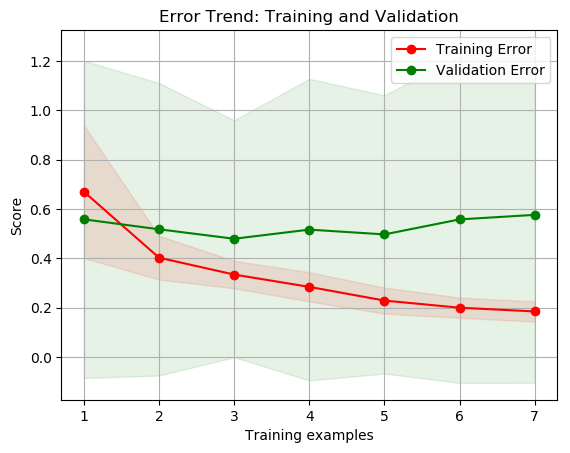 Error Trend: Training and Validation
Training Error
Validation Error
Score
1.2
1.0
0.8
0.6
0.4
0.2
0.0
1 2 3 4 5 6 7
Training examples